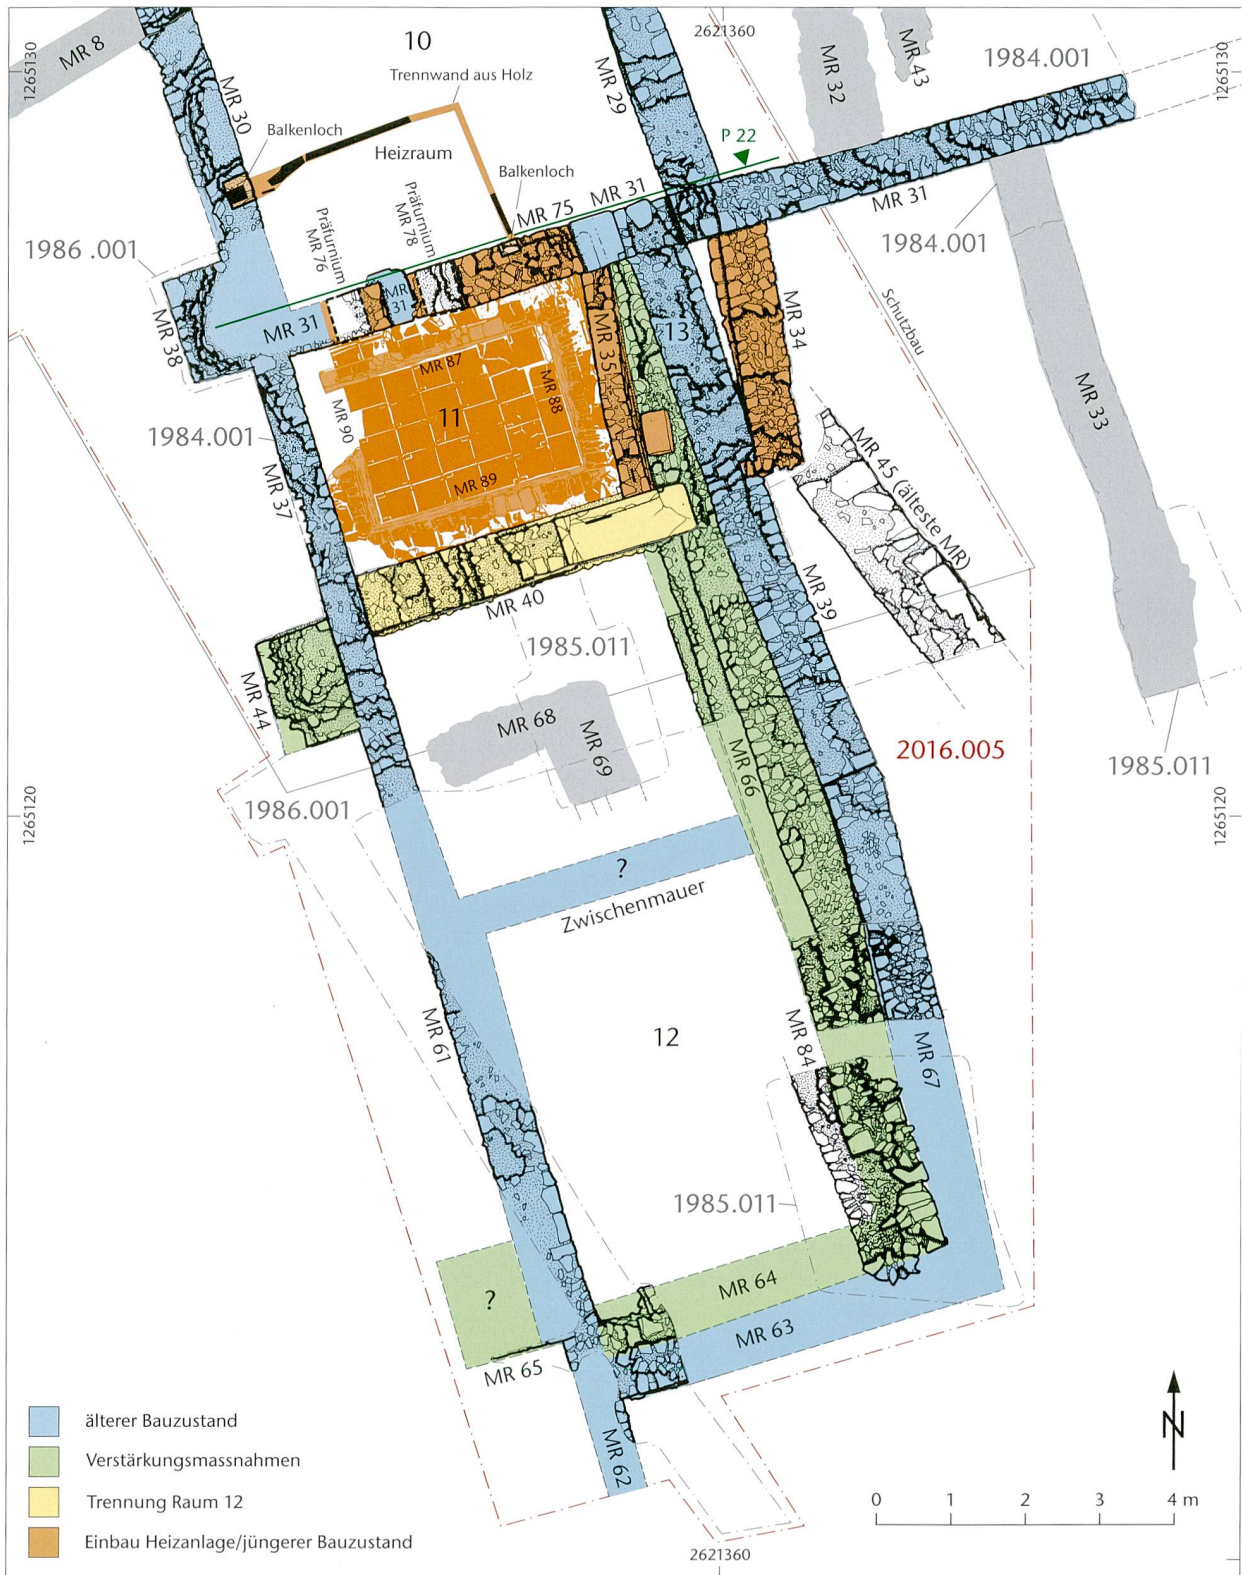 2621360
MR 8
10
MR 29
MR 32
MR 43
1984.001
1265130
1265130
Trennwand aus Holz
MR 30
Balkenloch
Heizraum
P 22
Balkenloch
MR 31
MR 75
MR 31
1984.001
1986 .001
Präfurnium
MR 76
Präfurnium
MR 78
MR 31
MR
31
13
MR 34
Schutzbau
MR 38
MR 35
MR 87
MR 88
MR 33
11
MR 90
1984.001
MR 37
MR 89
MR 45 (älteste MR)
MR 40
MR 39
1985.011
MR 44
MR 68
MR 69
MR 66
2016.005
1985.011
1986.001
1265120
1265120
?
Zwischenmauer
12
MR 61
MR 84
MR 67
1985.011
MR 64
?
MR 63
MR 65
MR 62
N
älterer Bauzustand
Verstärkungsmassnahmen
Trennung Raum 12
Einbau Heizanlage/jüngerer Bauzustand
0 1 2 3 4 m
2621360